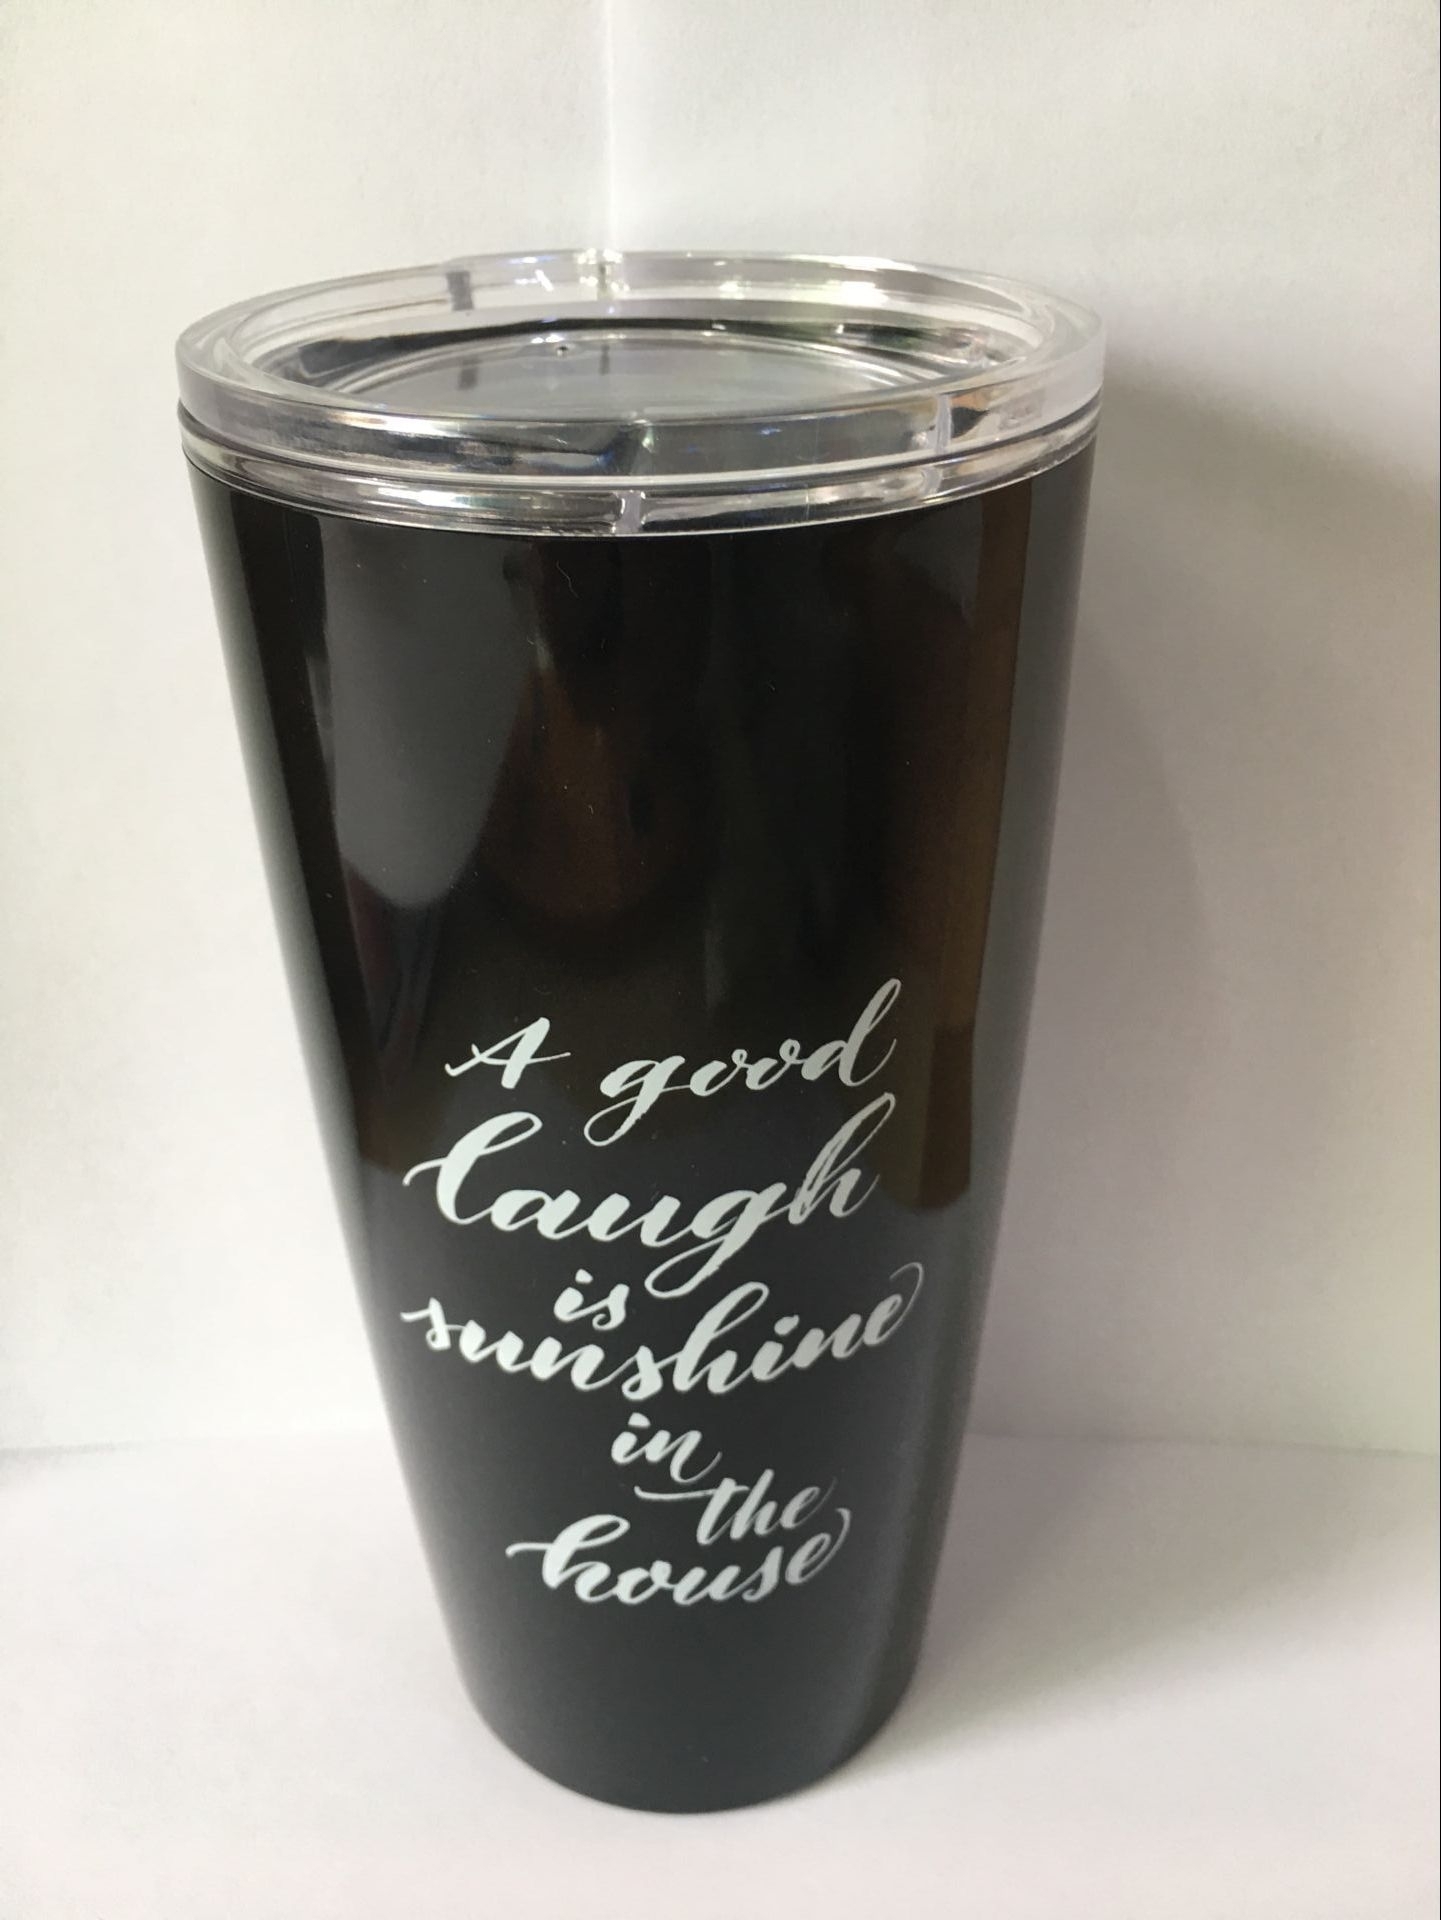 A good
laugh
is
sunshine
in
the
house